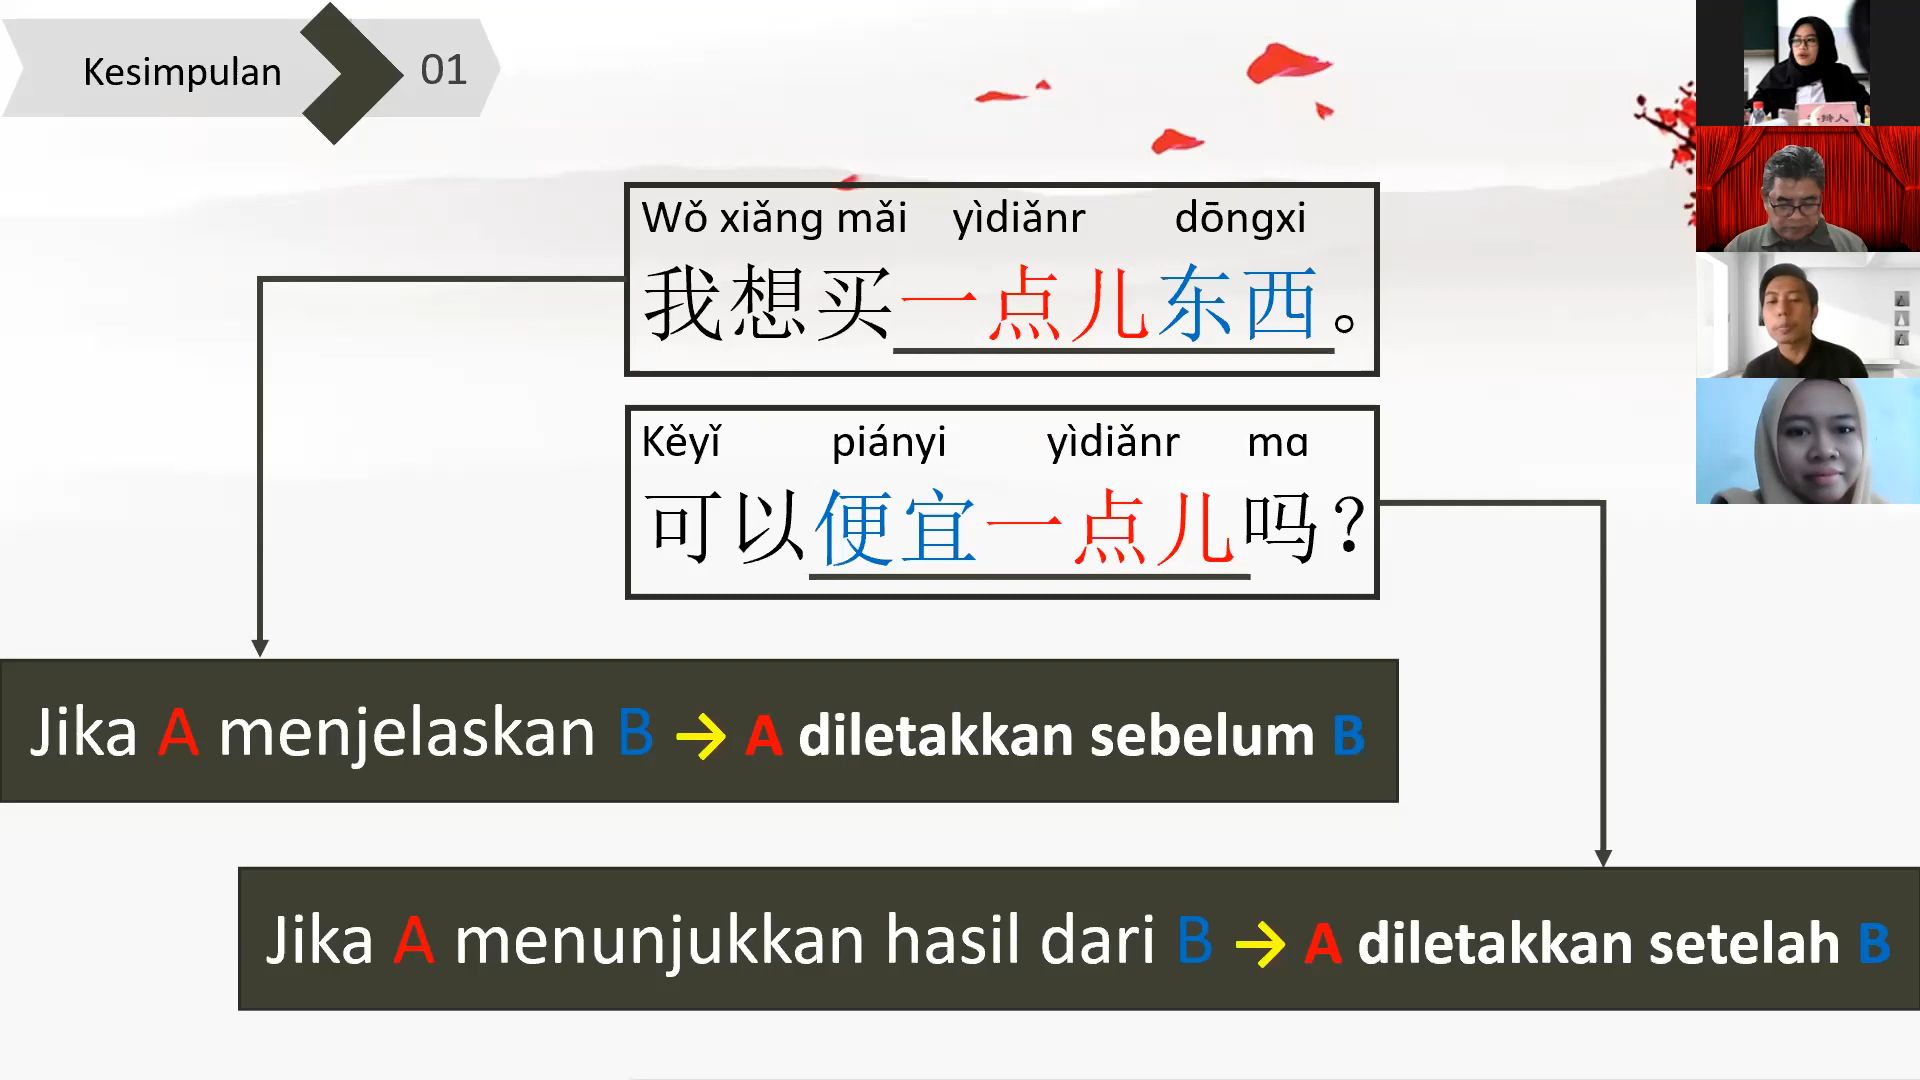 Kesimpulan 01
Wǒ xiǎng mǎi yìdiǎnr dōngxi
我想买一点儿东西。
Kěyǐ piányi yìdiǎnr mɑ
可以便宜一点儿吗？
Jika A menjelaskan B → A diletakkan sebelum B
Jika A menunjukkan hasil dari B → A diletakkan setelah B